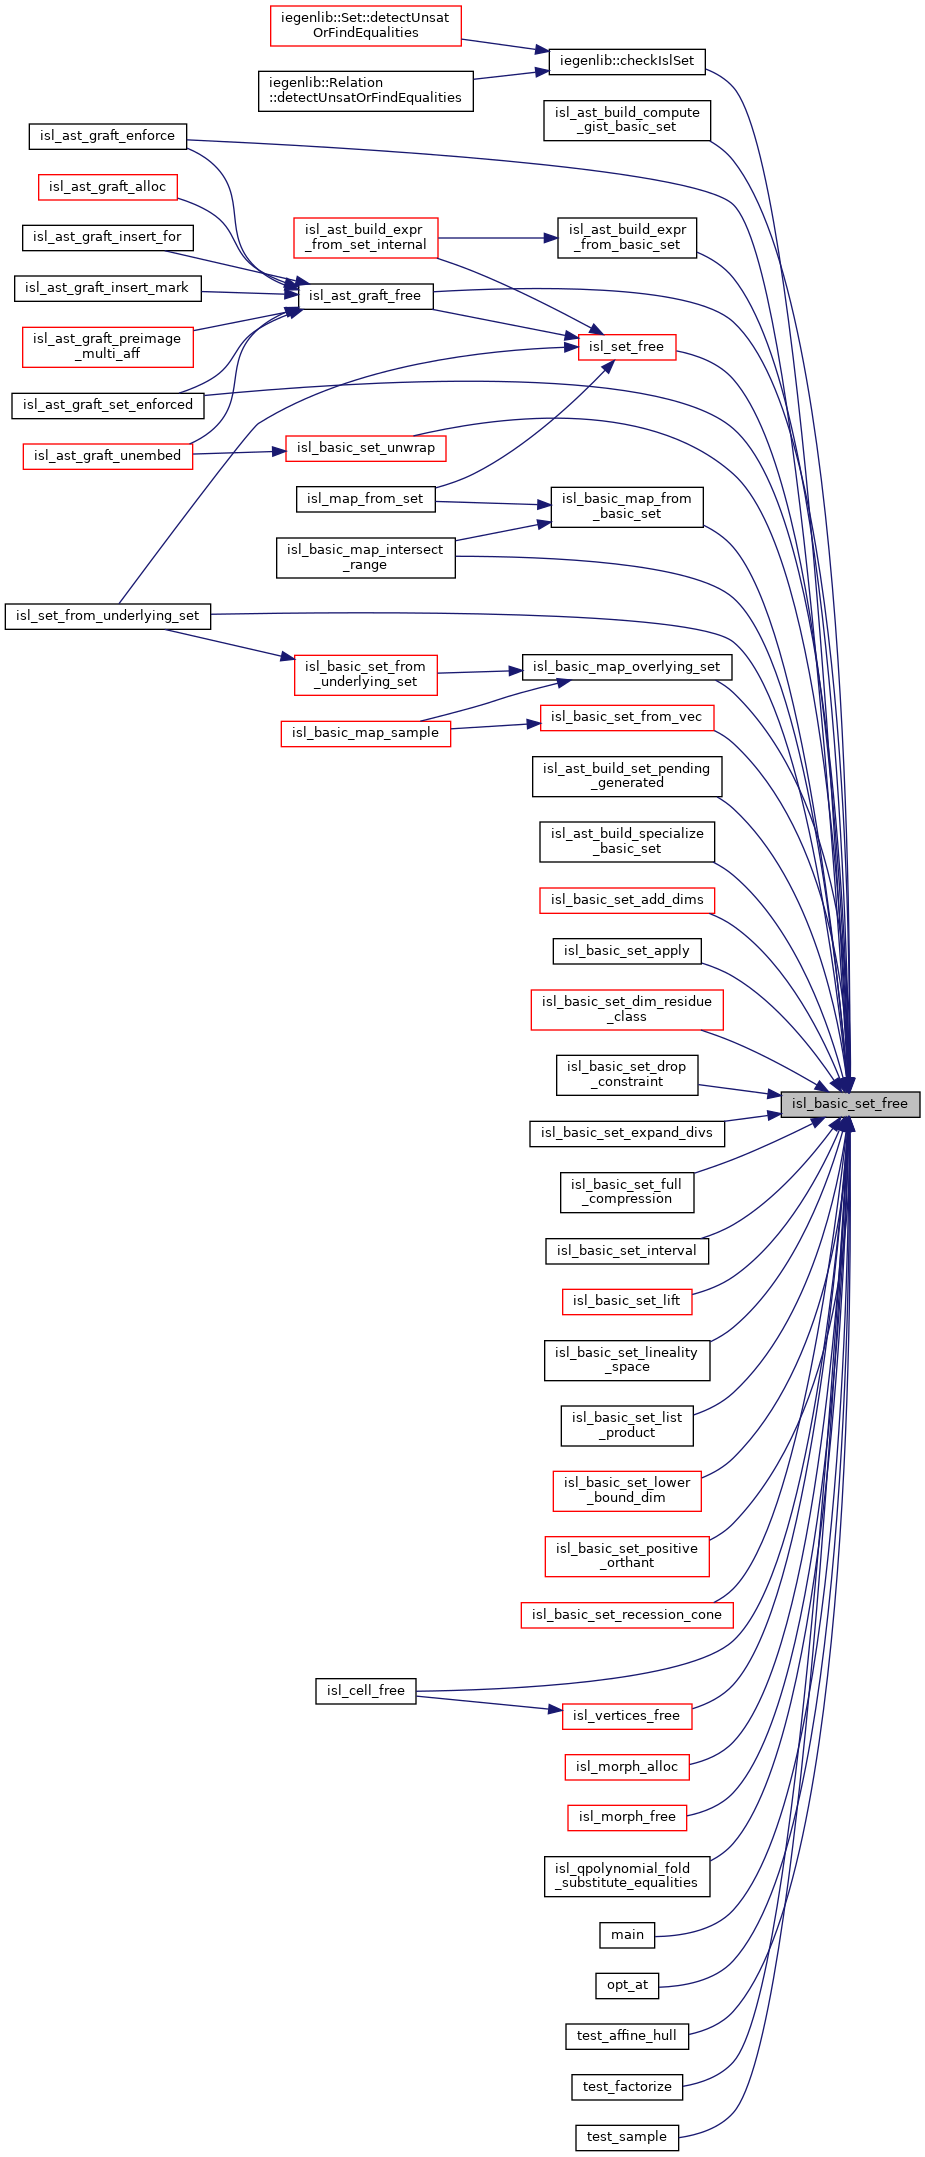 iegenlib::Set::detectUnsat
OrFindEqualities
iegenlib::checkIslSet
iegenlib::Relation
::detectUnsatOrFindEqualities
isl_ast_build_compute
_gist_basic_set
isl_ast_graft_enforce
isl_ast_graft_alloc
isl_ast_graft_insert_for
isl_ast_build_expr
_from_set_internal
isl_ast_build_expr
_from_basic_set
isl_ast_graft_insert_mark
isl_ast_graft_free
isl_ast_graft_preimage
_multi_aff
isl_set_free
isl_ast_graft_set_enforced
isl_ast_graft_unembed
isl_basic_set_unwrap
isl_map_from_set
isl_basic_map_from
_basic_set
isl_basic_map_intersect
_range
isl_set_from_underlying_set
isl_basic_set_from
_underlying_set
isl_basic_map_overlying_set
isl_basic_map_sample
isl_basic_set_from_vec
isl_ast_build_set_pending
_generated
isl_ast_build_specialize
_basic_set
isl_basic_set_add_dims
isl_basic_set_apply
isl_basic_set_dim_residue
_class
isl_basic_set_drop
_constraint
isl_basic_set_free
isl_basic_set_expand_divs
isl_basic_set_full
_compression
isl_basic_set_interval
isl_basic_set_lift
isl_basic_set_lineality
_space
isl_basic_set_list
_product
isl_basic_set_lower
_bound_dim
isl_basic_set_positive
_orthant
isl_basic_set_recession_cone
isl_cell_free
isl_vertices_free
isl_morph_alloc
isl_morph_free
isl_qpolynomial_fold
_substitute_equalities
main
opt_at
test_affine_hull
test_factorize
test_sample